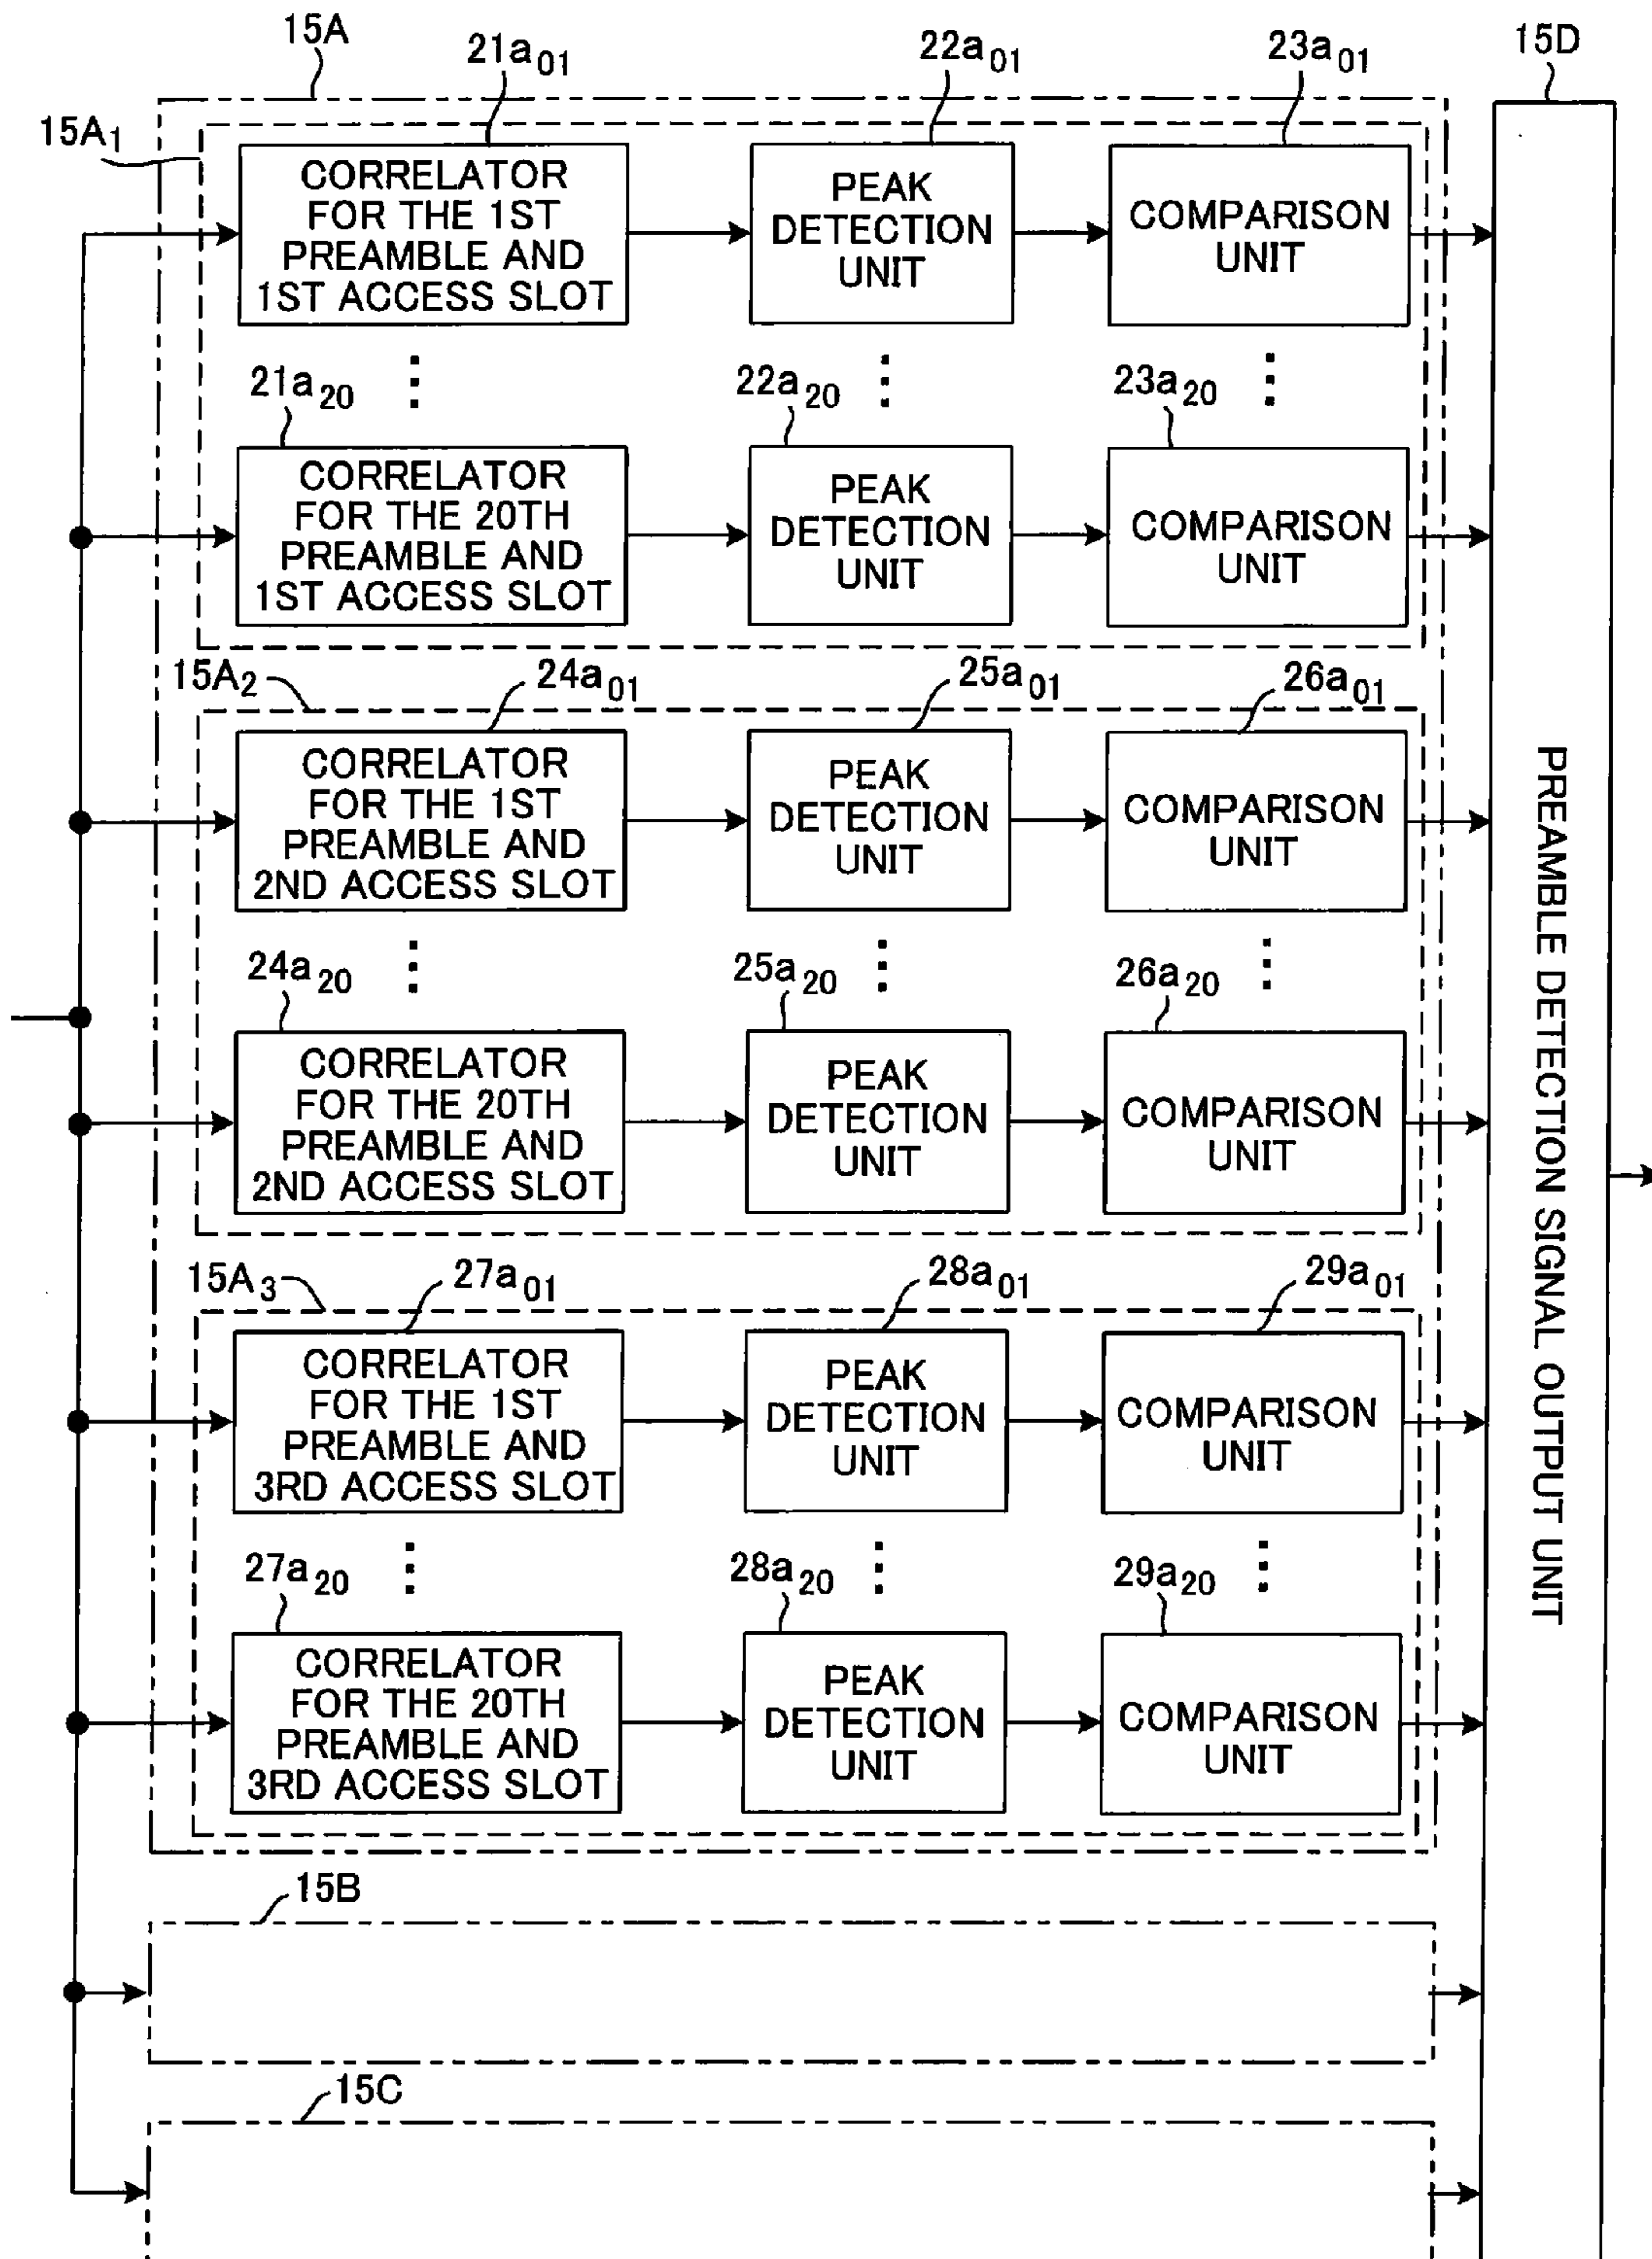 15A
21a01
22a01
23a01
15D
15A1
CORRELATOR
FOR THE 1ST
PREAMBLE AND
1ST ACCESS SLOT
PEAK
DETECTION
UNIT
COMPARISON
UNIT
21a20
22a20
23a20
CORRELATOR
FOR THE 20TH
PREAMBLE AND
1ST ACCESS SLOT
PEAK
DETECTION
UNIT
COMPARISON
UNIT
15A2
24a01
25a01
26a01
CORRELATOR
FOR THE 1ST
PREAMBLE AND
2ND ACCESS SLOT
PEAK
DETECTION
UNIT
COMPARISON
UNIT
24a20
25a20
26a20
CORRELATOR
FOR THE 20TH
PREAMBLE AND
2ND ACCESS SLOT
PEAK
DETECTION
UNIT
COMPARISON
UNIT
15A3
27a01
28a01
29a01
CORRELATOR
FOR THE 1ST
PREAMBLE AND
3RD ACCESS SLOT
PEAK
DETECTION
UNIT
COMPARISON
UNIT
27a20
28a20
29a20
CORRELATOR
FOR THE 20TH
PREAMBLE AND
3RD ACCESS SLOT
PEAK
DETECTION
UNIT
COMPARISON
UNIT
PREAMBLE DETECTION SIGNAL OUTPUT UNIT
15B
15C